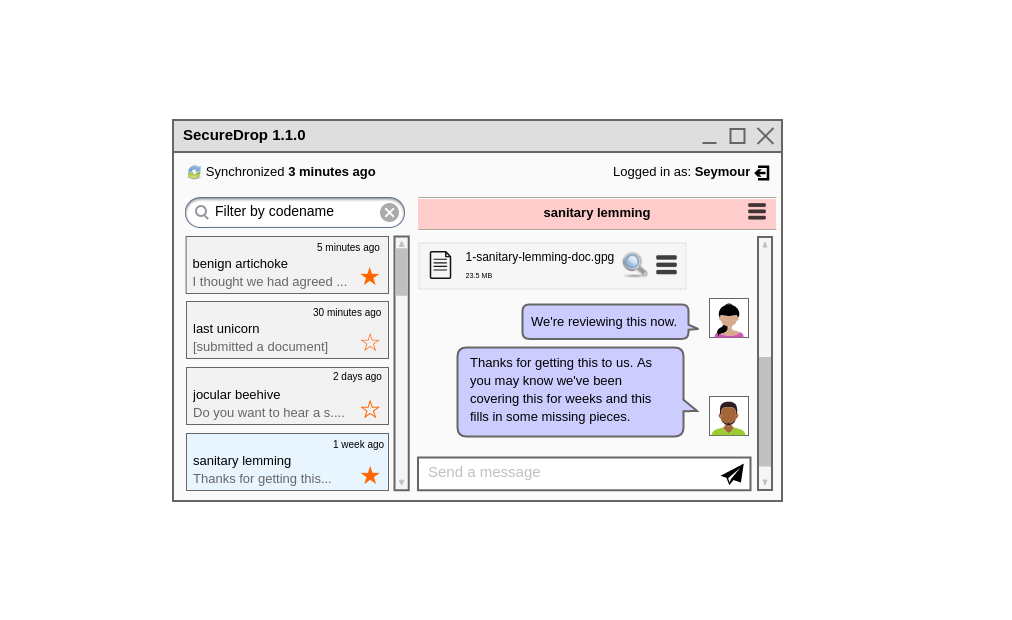 SecureDrop 1.1.0
Synchronized 3 minutes ago
Logged in as: Seymour
Filter by codename
sanitary lemming
5 minutes ago
benign artichoke
I thought we had agreed ...
30 minutes ago
last unicorn
[submitted a document]
2 days ago
jocular beehive
Do you want to hear a s....
1 week ago
sanitary lemming
Thanks for getting this...
1-sanitary-lemming-doc.gpg
23.5 MB
We're reviewing this now.
Thanks for getting this to us. As
you may know we've been
covering this for weeks and this
fills in some missing pieces.
Send a message